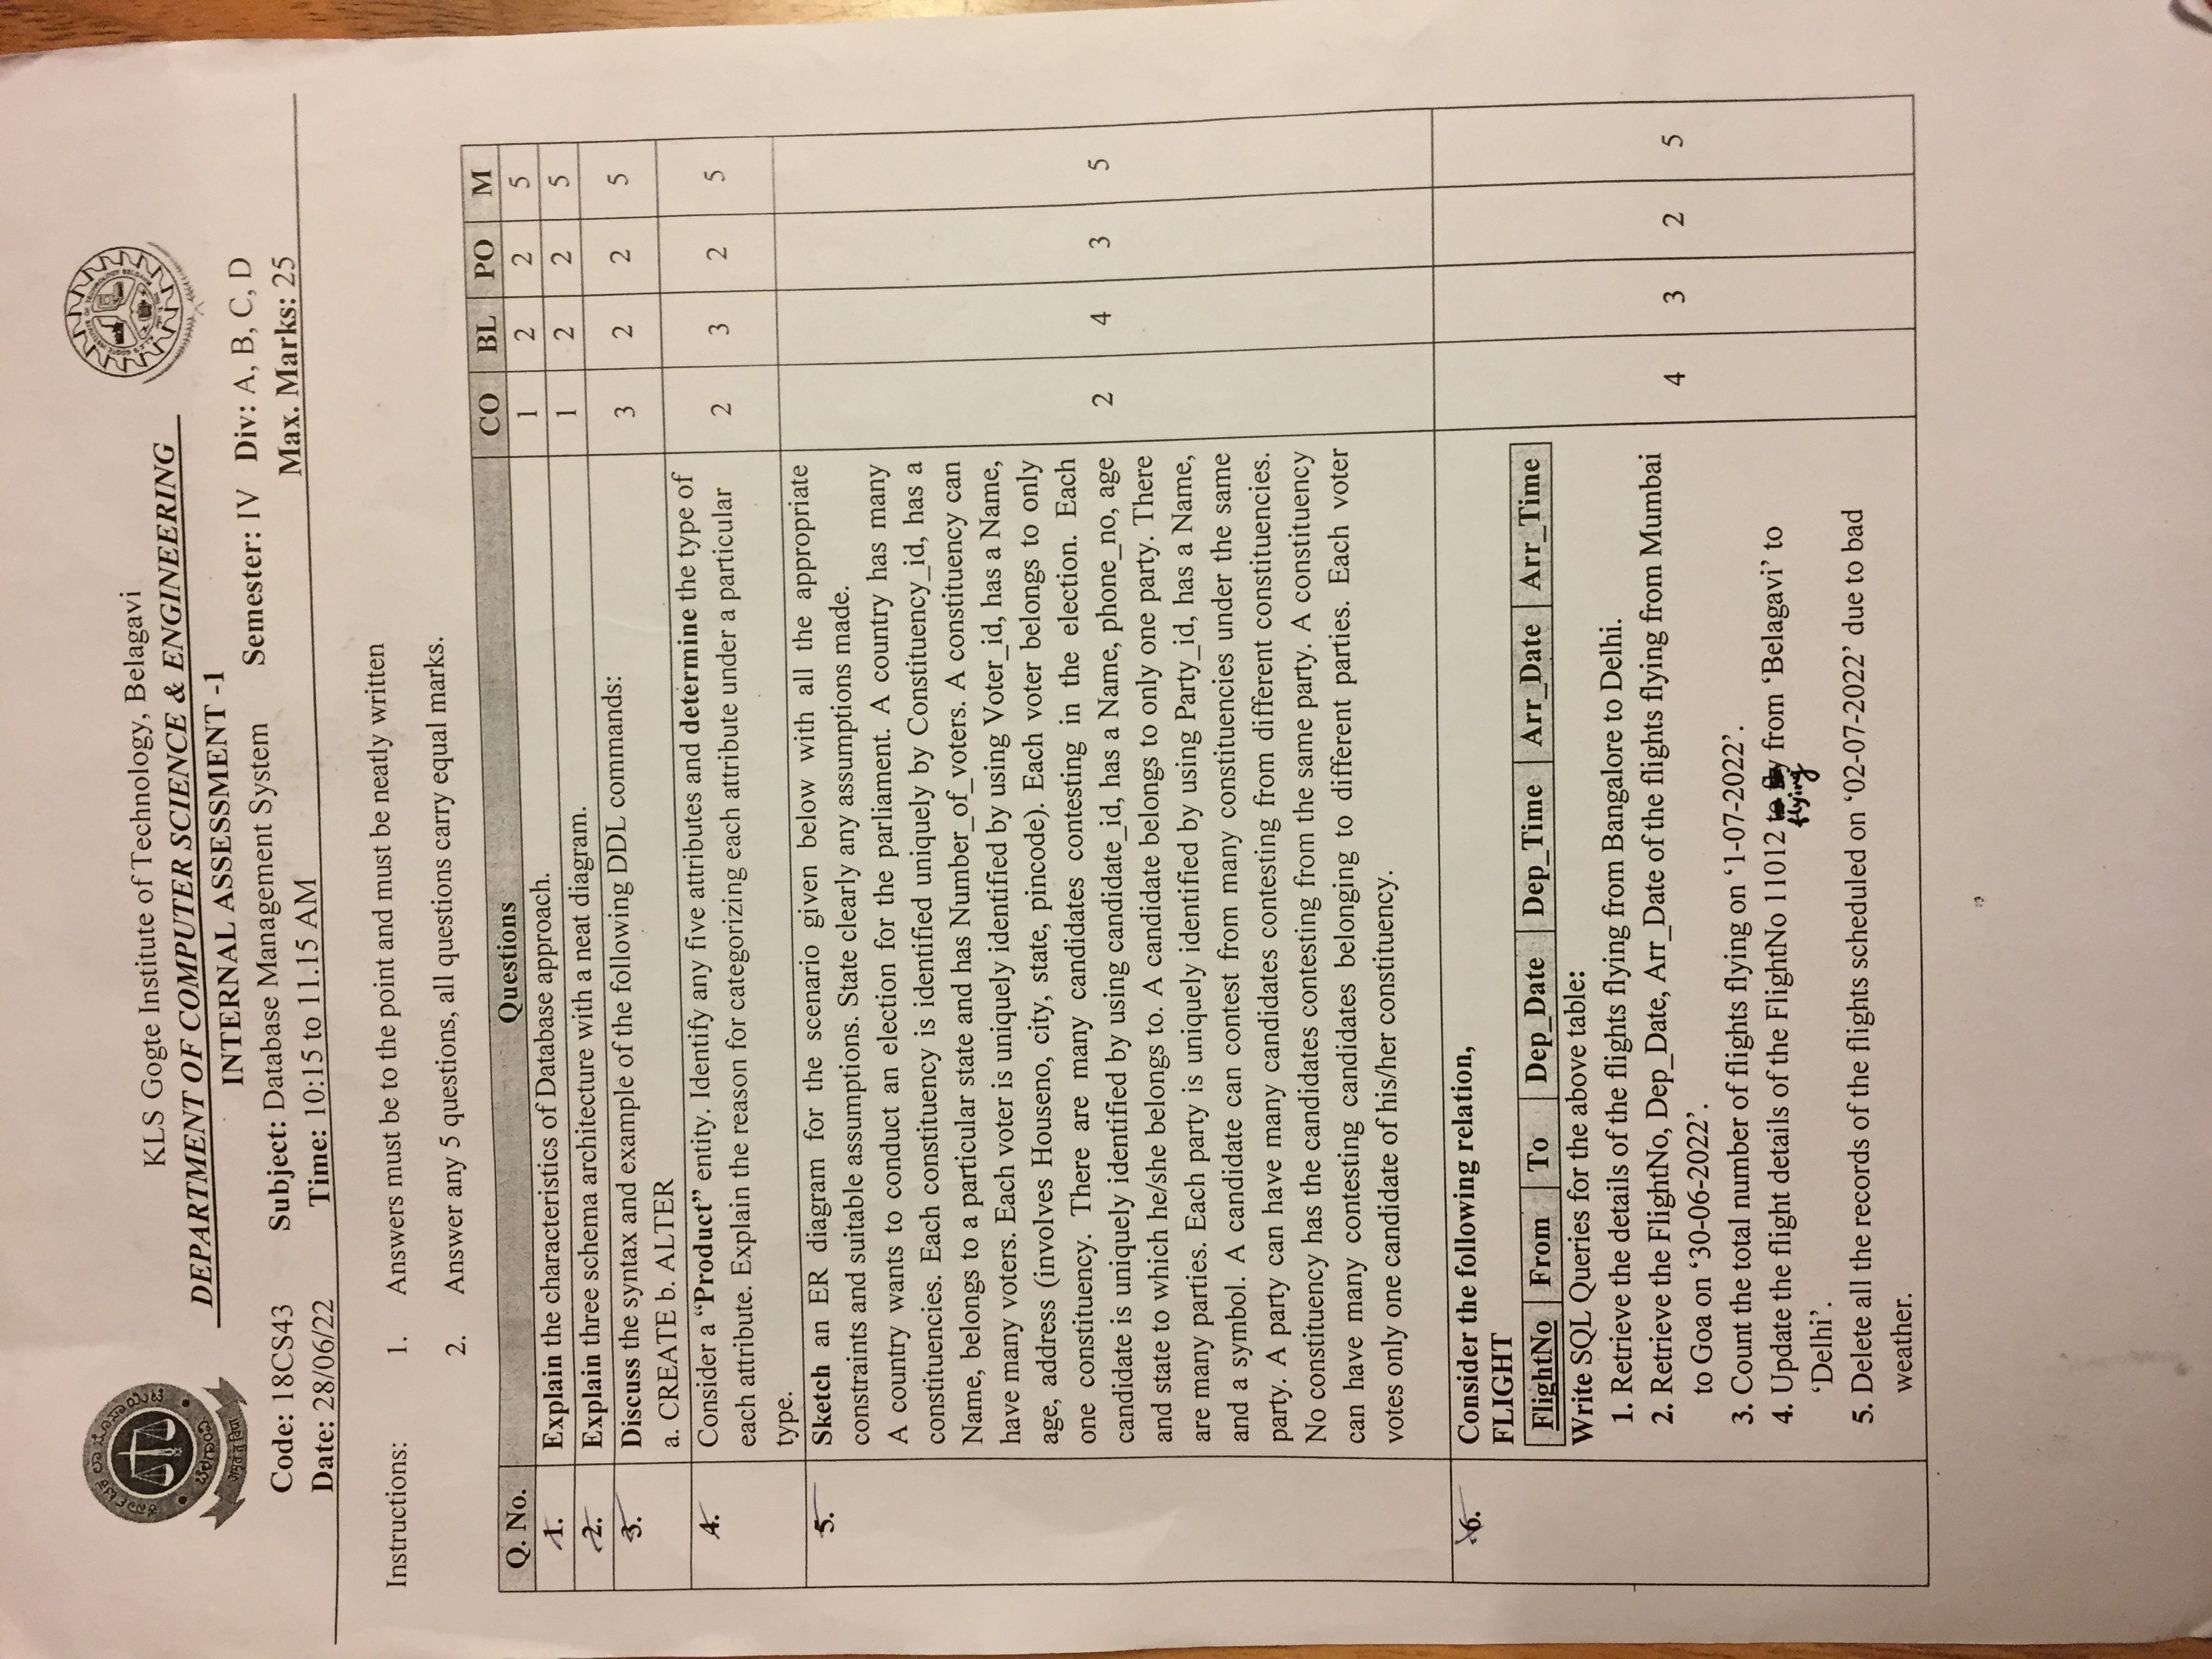 ಕರ್ನಾಟಕ ಲಾ ಸೊಸಾಯಿಟಿ
ಬೆಳಗಾಂವಿ.
अमृतं तु विद्या
KLS Gogte Institute of Technology, Belagavi
DEPARTMENT OF COMPUTER SCIENCE & ENGINEERING
INTERNAL ASSESSMENT -1
Code: 18CS43 Subject: Database Management System Semester: IV Div: A, B, C, D
Date: 28/06/22 Time: 10:15 to 11.15 AM Max. Marks: 25
Instructions: 1. Answers must be to the point and must be neatly written
2. Answer any 5 questions, all questions carry equal marks.
Q. No. Questions CO BL PO M
1. Explain the characteristics of Database approach. 1 2 2 5
2. Explain three schema architecture with a neat diagram. 1 2 2 5
3. Discuss the syntax and example of the following DDL commands: 3 2 2 5
a. CREATE b. ALTER
4. Consider a “Product” entity. Identify any five attributes and determine the type of
each attribute. Explain the reason for categorizing each attribute under a particular 2 3 2 5
type.
5. Sketch an ER diagram for the scenario given below with all the appropriate
constraints and suitable assumptions. State clearly any assumptions made.
A country wants to conduct an election for the parliament. A country has many
constituencies. Each constituency is identified uniquely by Constituency_id, has a
Name, belongs to a particular state and has Number_of_voters. A constituency can
have many voters. Each voter is uniquely identified by using Voter_id, has a Name,
age, address (involves Houseno, city, state, pincode). Each voter belongs to only
one constituency. There are many candidates contesting in the election. Each
candidate is uniquely identified by using candidate_id, has a Name, phone_no, age 2 4 3 5
and state to which he/she belongs to. A candidate belongs to only one party. There
are many parties. Each party is uniquely identified by using Party_id, has a Name,
and a symbol. A candidate can contest from many constituencies under the same
party. A party can have many candidates contesting from different constituencies.
No constituency has the candidates contesting from the same party. A constituency
can have many contesting candidates belonging to different parties. Each voter
votes only one candidate of his/her constituency.
6. Consider the following relation,
FLIGHT
FlightNo From To Dep_Date Dep_Time Arr_Date Arr_Time
Write SQL Queries for the above table:
1. Retrieve the details of the flights flying from Bangalore to Delhi.
2. Retrieve the FlightNo, Dep_Date, Arr_Date of the flights flying from Mumbai 4 3 2 5
to Goa on ‘30-06-2022’.
3. Count the total number of flights flying on ‘1-07-2022’.
4. Update the flight details of the FlightNo 11012 to fly from ‘Belagavi’ to
flying
‘Delhi’.
5. Delete all the records of the flights scheduled on ‘02-07-2022’ due to bad
weather.